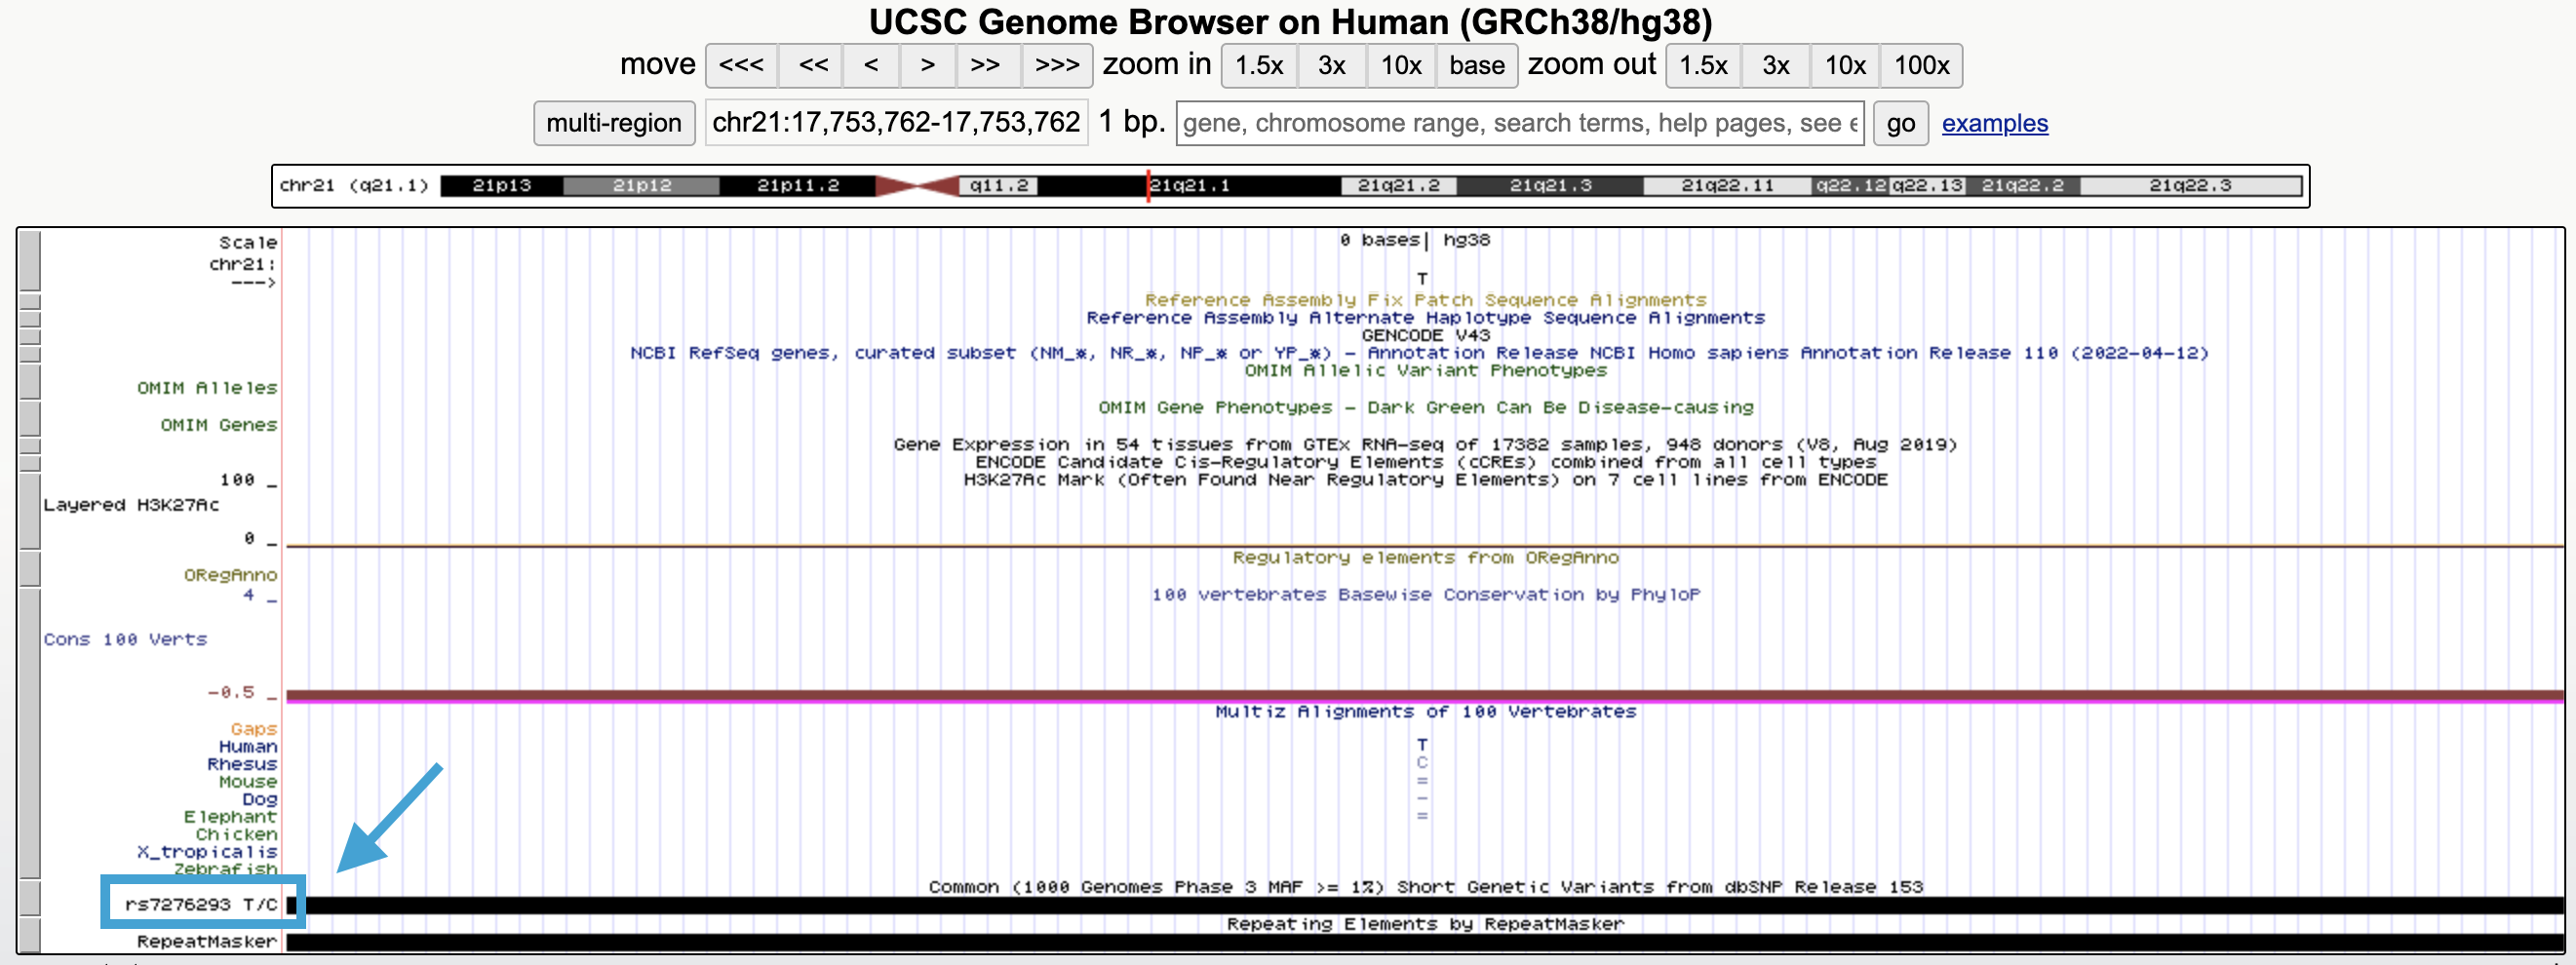 UCSC Genome Browser on Human (GRCh38/hg38)
move <<< << < > >> >>> zoom in 1.5x 3x 10x base zoom out 1.5x 3x 10x 100x
multi-region chr21:17,753,762-17,753,762 1 bp. gene, chromosome range, search terms, help pages, see e go examples
chr21 (q21.1) 21p13 21p12 21p11.2 q11.2 21q21.1 21q21.2 21q21.3 21q22.11 q22.12 q22.13 21q22.2 21q22.3
Scale 0 bases| hg38
chr21:
---> T
Reference Assembly Fix Patch Sequence Alignments
Reference Assembly Alternate Haplotype Sequence Alignments
GENCODE V43
NCBI RefSeq genes, curated subset (NM_*, NR_*, NP_* or YP_*) - Annotation Release NCBI Homo sapiens Annotation Release 110 (2022-04-12)
OMIM Allelic Variant Phenotypes
OMIM Alleles
OMIM Gene Phenotypes - Dark Green Can Be Disease-causing
OMIM Genes
Gene Expression in 54 tissues from GTEx RNA-seq of 17382 samples, 948 donors (V8, Aug 2019)
ENCODE Candidate Cis-Regulatory Elements (cCREs) combined from all cell types
100 _ H3K27Ac Mark (Often Found Near Regulatory Elements) on 7 cell lines from ENCODE
Layered H3K27Ac
0 _
Regulatory elements from ORegAnno
ORegAnno
4 _ 100 vertebrates Basewise Conservation by PhyloP
Cons 100 Verts
-0.5 _
Multiz Alignments of 100 Vertebrates
Gaps
Human T
Rhesus C
Mouse =
Dog -
Elephant =
Chicken
X_tropicalis
Zebrafish
Common (1000 Genomes Phase 3 MAF >= 1%) Short Genetic Variants from dbSNP Release 153
rs7276293 T/C
Repeating Elements by RepeatMasker
RepeatMasker